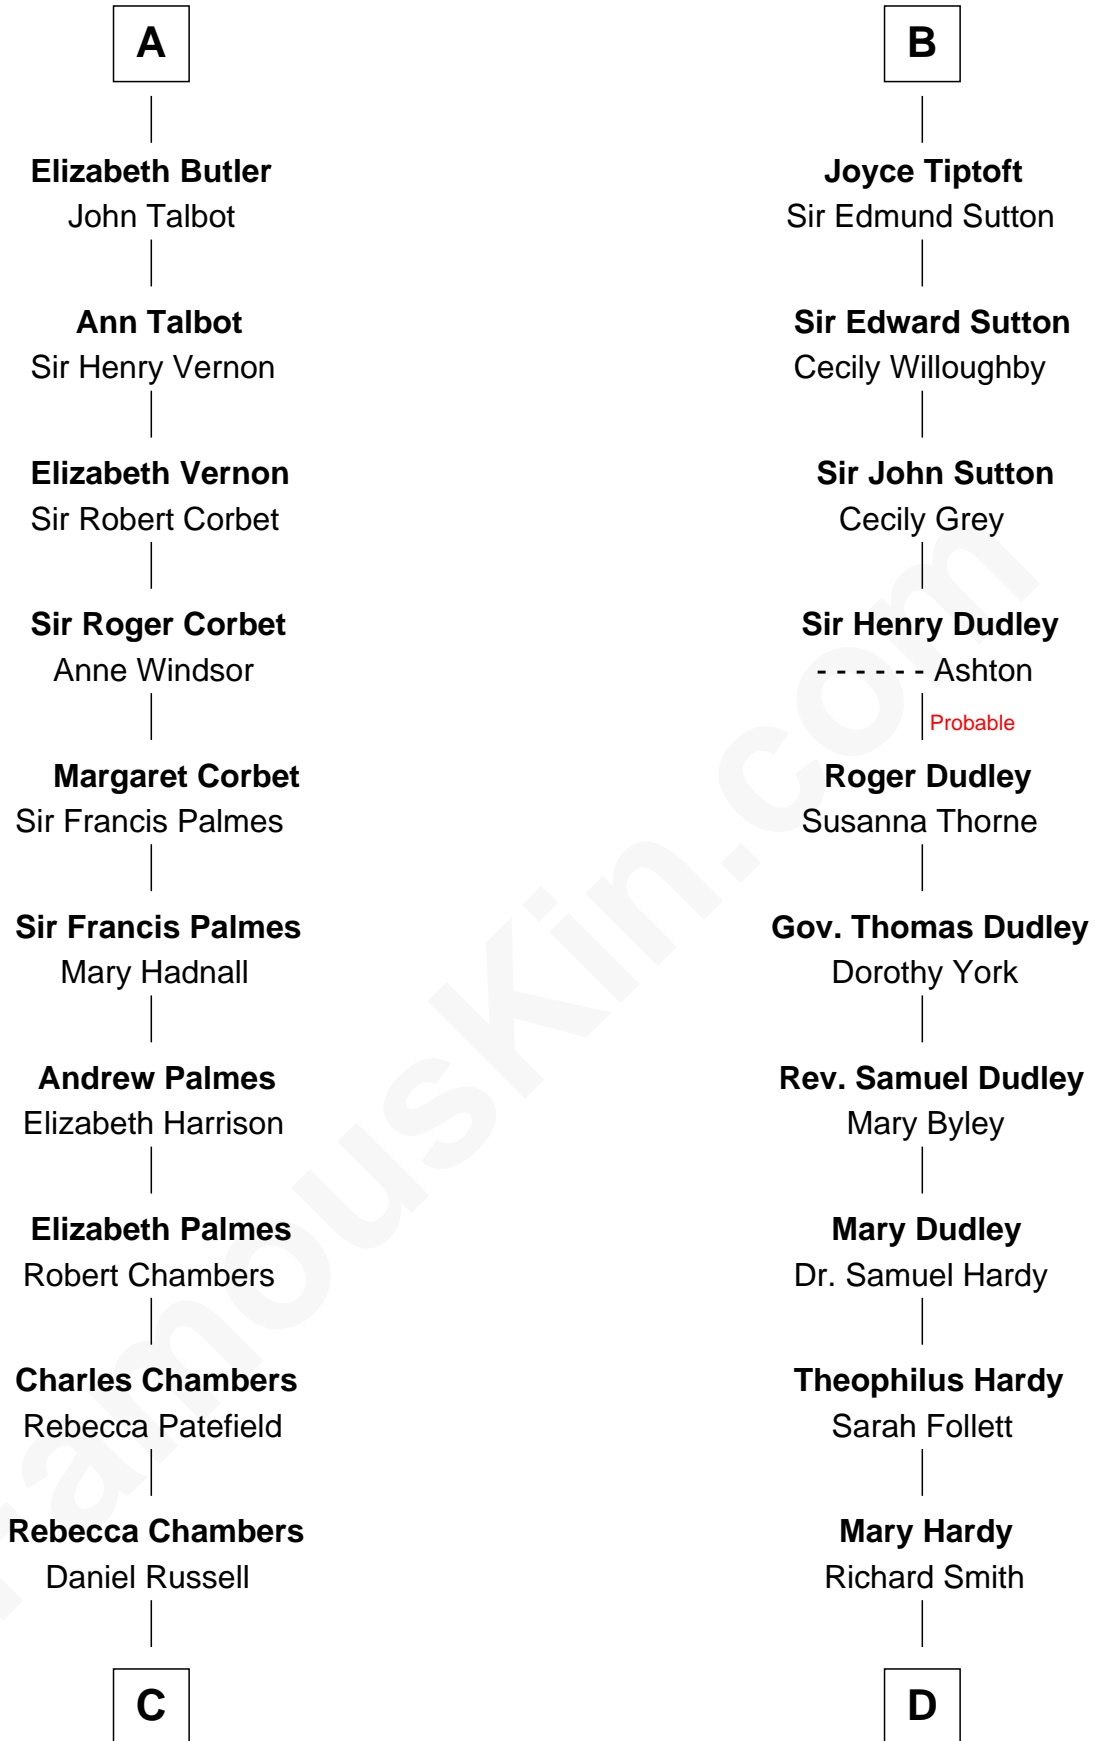 A
Elizabeth Butler
John Talbot
Ann Talbot
Sir Henry Vernon
Elizabeth Vernon
Sir Robert Corbet
Sir Roger Corbet
Anne Windsor
Margaret Corbet
Sir Francis Palmes
Sir Francis Palmes
Mary Hadnall
Andrew Palmes
Elizabeth Harrison
Elizabeth Palmes
Robert Chambers
Charles Chambers
Rebecca Patefield
Rebecca Chambers
Daniel Russell
C
B
Joyce Tiptoft
Sir Edmund Sutton
Sir Edward Sutton
Cecily Willoughby
Sir John Sutton
Cecily Grey
Sir Henry Dudley
- - - - - - Ashton
Probable
Roger Dudley
Susanna Thorne
Gov. Thomas Dudley
Dorothy York
Rev. Samuel Dudley
Mary Byley
Mary Dudley
Dr. Samuel Hardy
Theophilus Hardy
Sarah Follett
Mary Hardy
Richard Smith
D
FamousKin.com